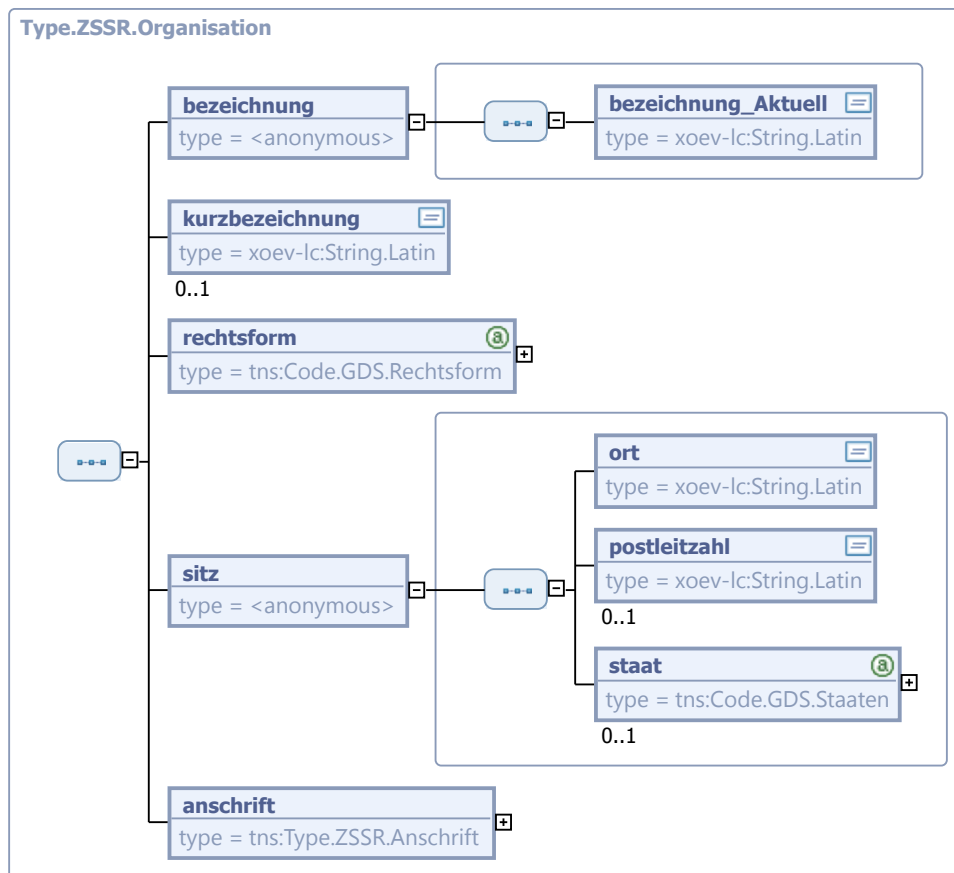 Type.ZSSR.Organisation
bezeichnung
type = <anonymous>
bezeichnung_Aktuell
type = xoev-lc:String.Latin
kurzbezeichnung
type = xoev-lc:String.Latin
0..1
rechtsform
type = tns:Code.GDS.Rechtsform
sitz
type = <anonymous>
ort
type = xoev-lc:String.Latin
postleitzahl
type = xoev-lc:String.Latin
0..1
staat
type = tns:Code.GDS.Staaten
0..1
anschrift
type = tns:Type.ZSSR.Anschrift